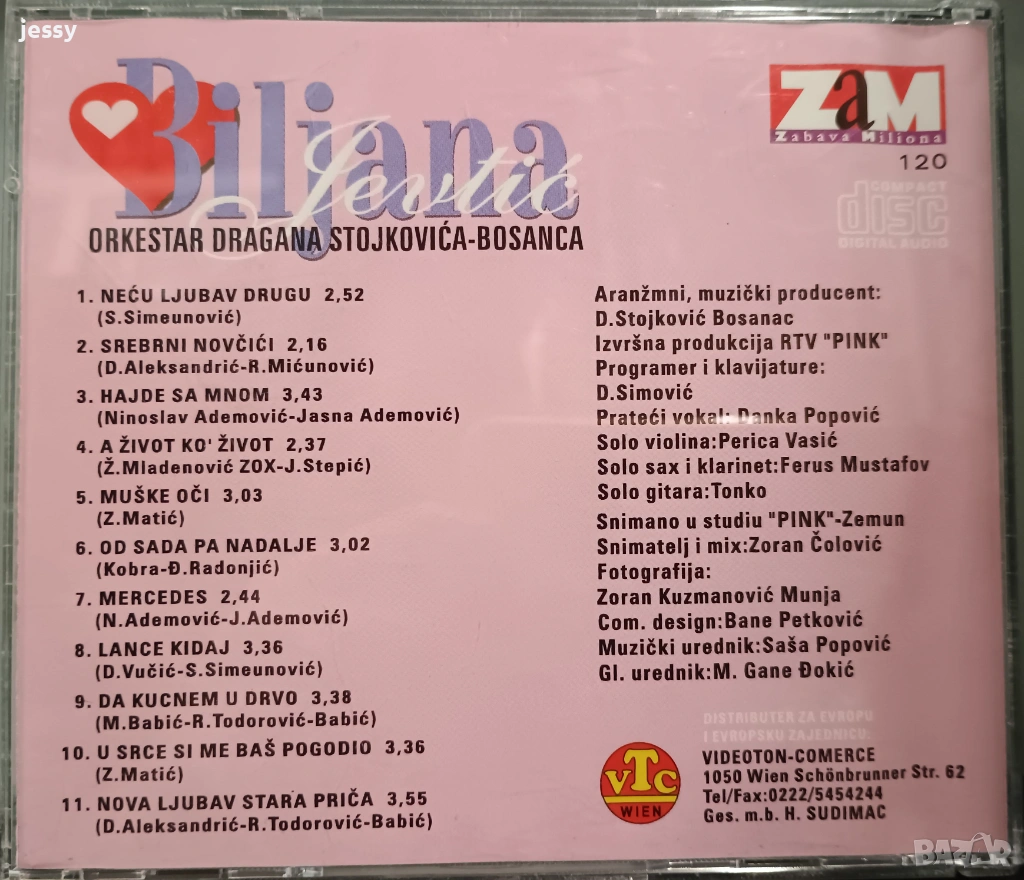 jessy
Biljana
Jevtić
ORKESTAR DRAGANA STOJKOVIĆA-BOSANCA
ZaM
Zabava Miliona
120
COMPACT
disc
DIGITAL AUDIO
1. NEĆU LJUBAV DRUGU 2,52
(S.Simeunović)
2. SREBRNI NOVČIĆI 2,16
(D.Aleksandrić-R.Mićunović)
3. HAJDE SA MNOM 3,43
(Ninoslav Ademović-Jasna Ademović)
4. A ŽIVOT KO' ŽIVOT 2,37
(Ž.Mladenović ZOX-J.Stepić)
5. MUŠKE OČI 3,03
(Z.Matić)
6. OD SADA PA NADALJE 3,02
(Kobra-Đ.Radonjić)
7. MERCEDES 2,44
(N.Ademović-J.Ademović)
8. LANCE KIDAJ 3,36
(D.Vučić-S.Simeunović)
9. DA KUCNEM U DRVO 3,38
(M.Babić-R.Todorović-Babić)
10. U SRCE SI ME BAŠ POGODIO 3,36
(Z.Matić)
11. NOVA LJUBAV STARA PRIČA 3,55
(D.Aleksandrić-R.Todorović-Babić)
Aranžmni, muzički producent:
D.Stojković Bosanac
Izvršna produkcija RTV "PINK"
Programer i klavijature:
D.Simović
Prateći vokal: Danka Popović
Solo violina:Perica Vasić
Solo sax i klarinet:Ferus Mustafov
Solo gitara:Tonko
Snimano u studiu "PINK"-Zemun
Snimatelj i mix:Zoran Čolović
Fotografija:
Zoran Kuzmanović Munja
Com. design:Bane Petković
Muzički urednik:Saša Popović
Gl. urednik:M. Gane Đokić
DISTRIBUTER ZA EVROPU
I EVROPSKU ZAJEDNICU:
VTC
WIEN
VIDEOTON-COMERCE
1050 Wien Schönbrunner Str. 62
Tel/Fax:0222/5454244
Ges. m.b. H. SUDIMAC
BAZAR